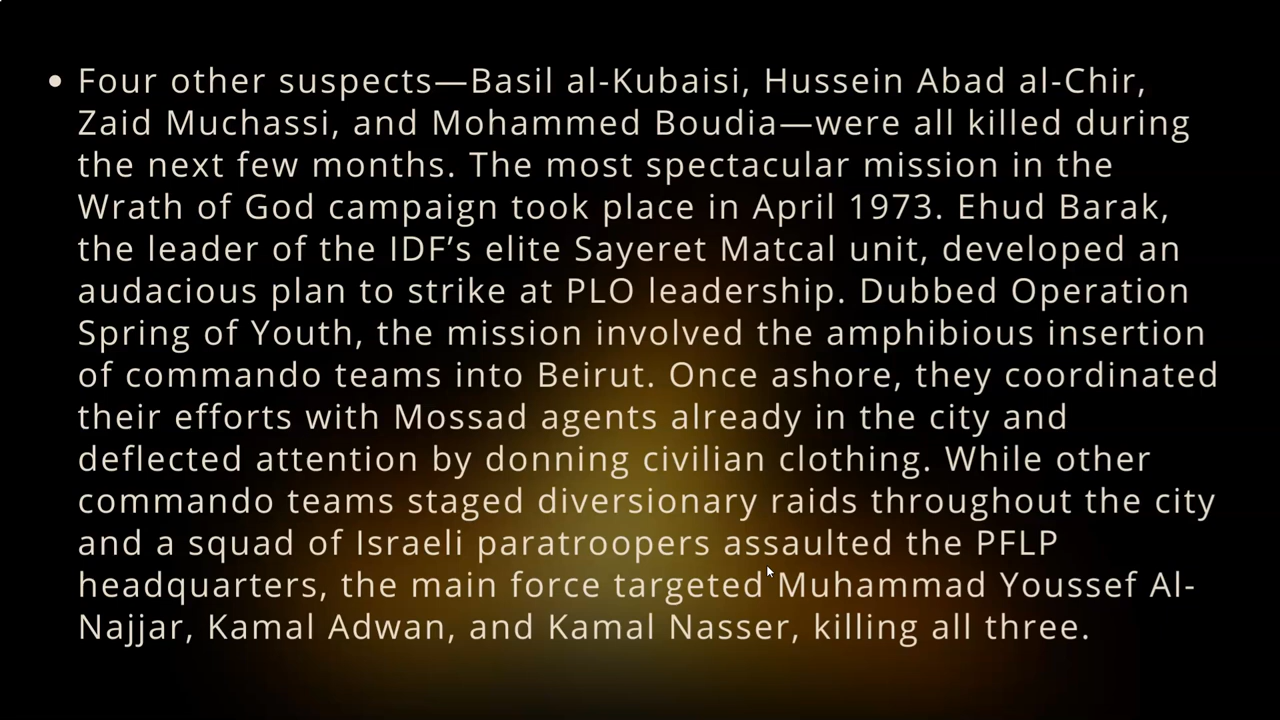 • Four other suspects—Basil al-Kubaisi, Hussein Abad al-Chir,
Zaid Muchassi, and Mohammed Boudia—were all killed during
the next few months. The most spectacular mission in the
Wrath of God campaign took place in April 1973. Ehud Barak,
the leader of the IDF’s elite Sayeret Matcal unit, developed an
audacious plan to strike at PLO leadership. Dubbed Operation
Spring of Youth, the mission involved the amphibious insertion
of commando teams into Beirut. Once ashore, they coordinated
their efforts with Mossad agents already in the city and
deflected attention by donning civilian clothing. While other
commando teams staged diversionary raids throughout the city
and a squad of Israeli paratroopers assaulted the PFLP
headquarters, the main force targeted Muhammad Youssef Al-
Najjar, Kamal Adwan, and Kamal Nasser, killing all three.